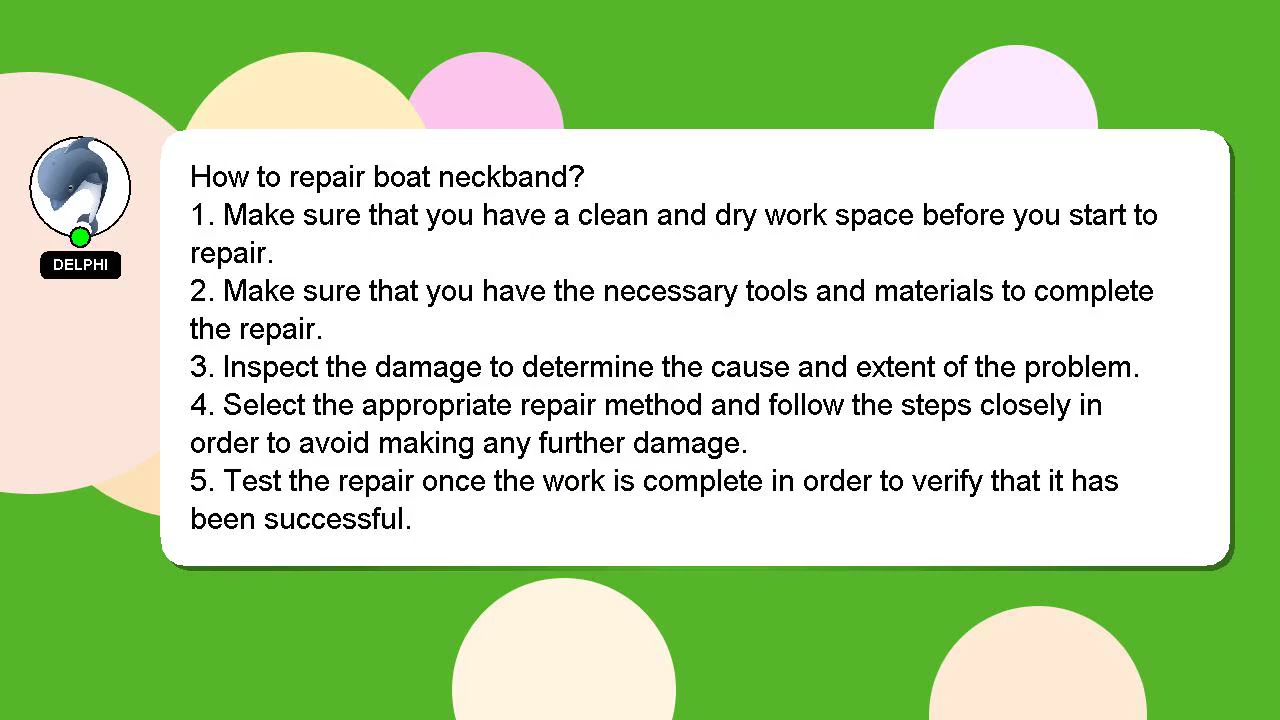 DELPHI
How to repair boat neckband?
1. Make sure that you have a clean and dry work space before you start to
repair.
2. Make sure that you have the necessary tools and materials to complete
the repair.
3. Inspect the damage to determine the cause and extent of the problem.
4. Select the appropriate repair method and follow the steps closely in
order to avoid making any further damage.
5. Test the repair once the work is complete in order to verify that it has
been successful.